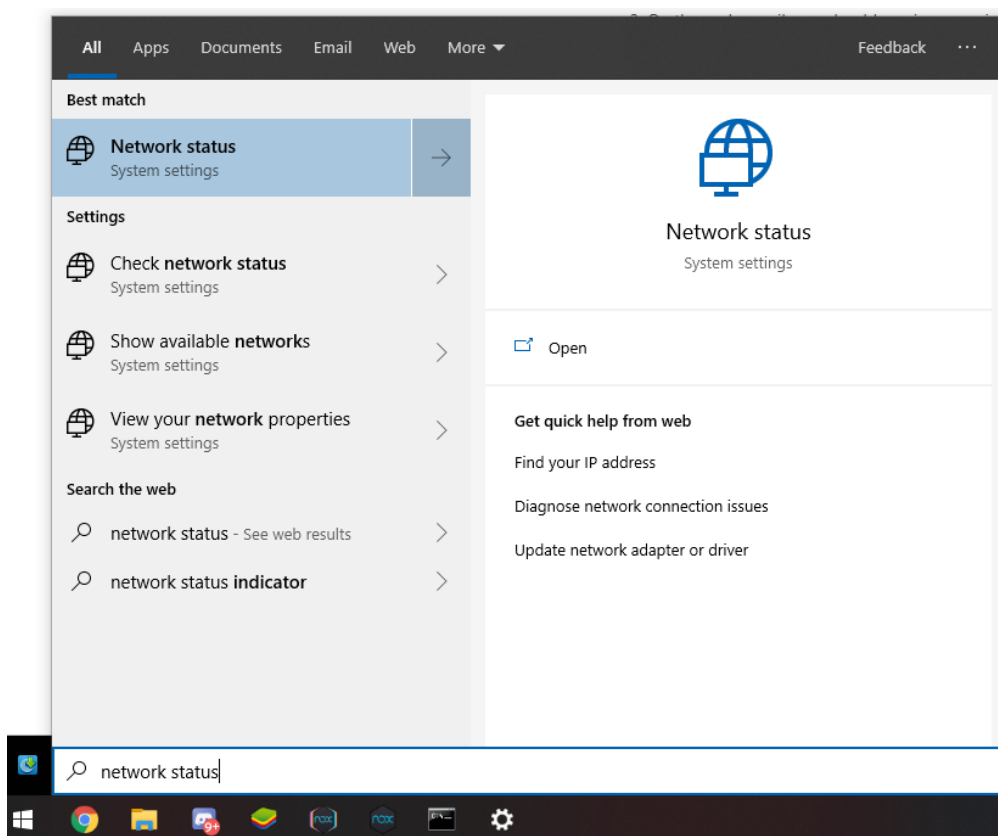 All Apps Documents Email Web More Feedback ...
Best match
Network status
System settings
Settings
Check network status
System settings
Show available networks
System settings
View your network properties
System settings
Search the web
network status - See web results
network status indicator
Network status
System settings
Open
Get quick help from web
Find your IP address
Diagnose network connection issues
Update network adapter or driver
network status
9+
nox
nox
C:\.